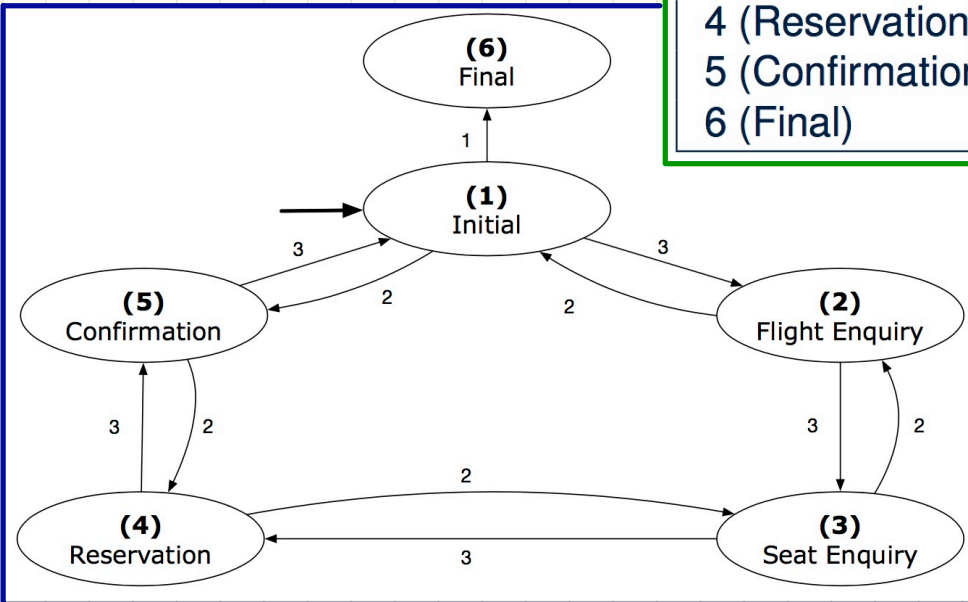 4 (Reservation
5 (Confirmation
6 (Final)
(6)
Final
1
(1)
Initial
3
3
2
2
(5)
Confirmation
(2)
Flight Enquiry
3
2
3
2
2
(4)
Reservation
(3)
Seat Enquiry
3